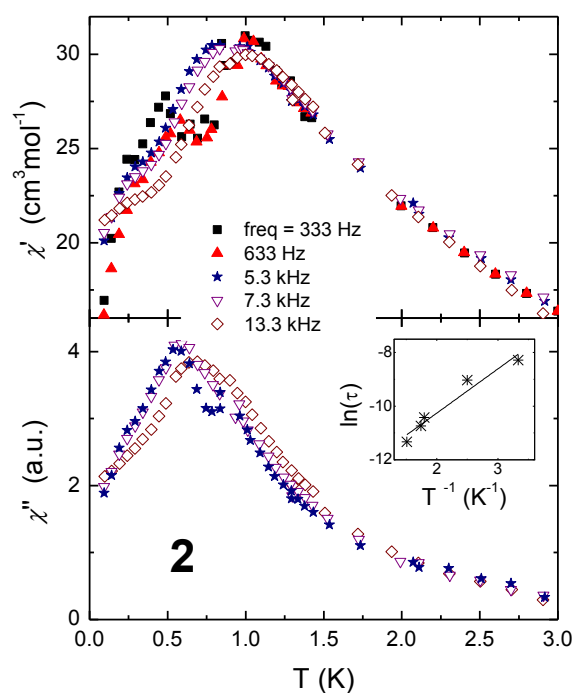 30
25
20
χ' (cm³mol⁻¹)
freq = 333 Hz
633 Hz
5.3 kHz
7.3 kHz
13.3 kHz
4
2
0
χ" (a.u.)
2
-8
-10
-12
ln(τ)
2 3
T⁻¹ (K⁻¹)
0.0 0.5 1.0 1.5 2.0 2.5 3.0
T (K)